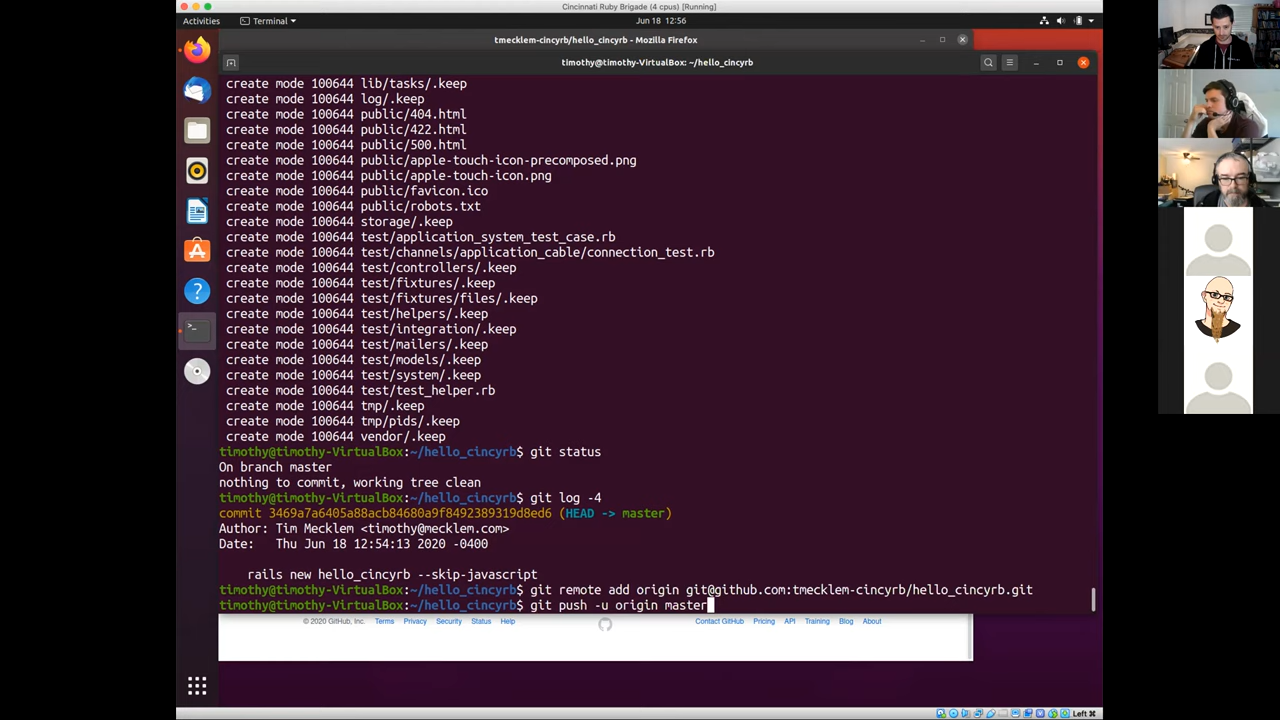 Cincinnati Ruby Brigade (4 cpus) [Running]
Activities
Terminal
Jun 18 12:56
tmecklem-cincyrb/hello_cincyrb - Mozilla Firefox
timothy@timothy-VirtualBox: ~/hello_cincyrb
create mode 100644 lib/tasks/.keep
create mode 100644 log/.keep
create mode 100644 public/404.html
create mode 100644 public/422.html
create mode 100644 public/500.html
create mode 100644 public/apple-touch-icon-precomposed.png
create mode 100644 public/apple-touch-icon.png
create mode 100644 public/favicon.ico
create mode 100644 public/robots.txt
create mode 100644 storage/.keep
create mode 100644 test/application_system_test_case.rb
create mode 100644 test/channels/application_cable/connection_test.rb
create mode 100644 test/controllers/.keep
create mode 100644 test/fixtures/.keep
create mode 100644 test/fixtures/files/.keep
create mode 100644 test/helpers/.keep
create mode 100644 test/integration/.keep
create mode 100644 test/mailers/.keep
create mode 100644 test/models/.keep
create mode 100644 test/system/.keep
create mode 100644 test/test_helper.rb
create mode 100644 tmp/.keep
create mode 100644 tmp/pids/.keep
create mode 100644 vendor/.keep
timothy@timothy-VirtualBox:~/hello_cincyrb$ git status
On branch master
nothing to commit, working tree clean
timothy@timothy-VirtualBox:~/hello_cincyrb$ git log -4
commit 3469a7a6405a88acb84680a9f8492389319d8ed6 (HEAD -> master)
Author: Tim Mecklem <timothy@mecklem.com>
Date:   Thu Jun 18 12:54:13 2020 -0400
rails new hello_cincyrb --skip-javascript
timothy@timothy-VirtualBox:~/hello_cincyrb$ git remote add origin git@github.com:tmecklem-cincyrb/hello_cincyrb.git
timothy@timothy-VirtualBox:~/hello_cincyrb$ git push -u origin master
© 2020 GitHub, Inc. Terms Privacy Security Status Help Contact GitHub Pricing API Training Blog About
Left ⌘